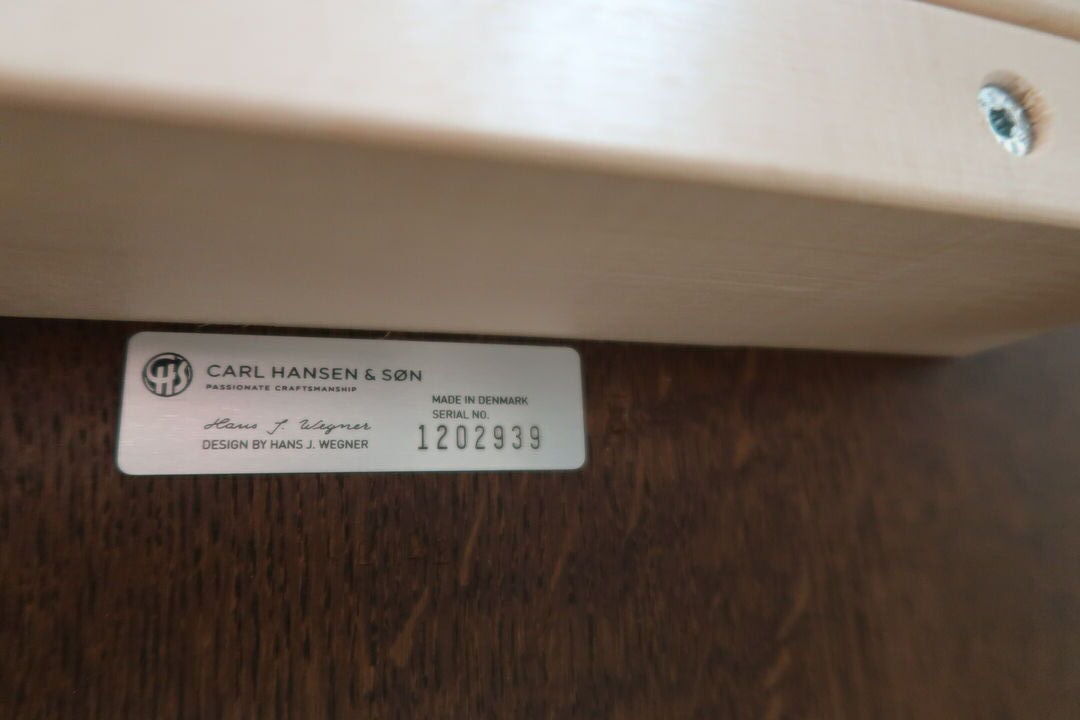 CHS
CARL HANSEN & SØN
PASSIONATE CRAFTSMANSHIP
Hans J. Wegner
DESIGN BY HANS J. WEGNER
MADE IN DENMARK
SERIAL NO.
1202939